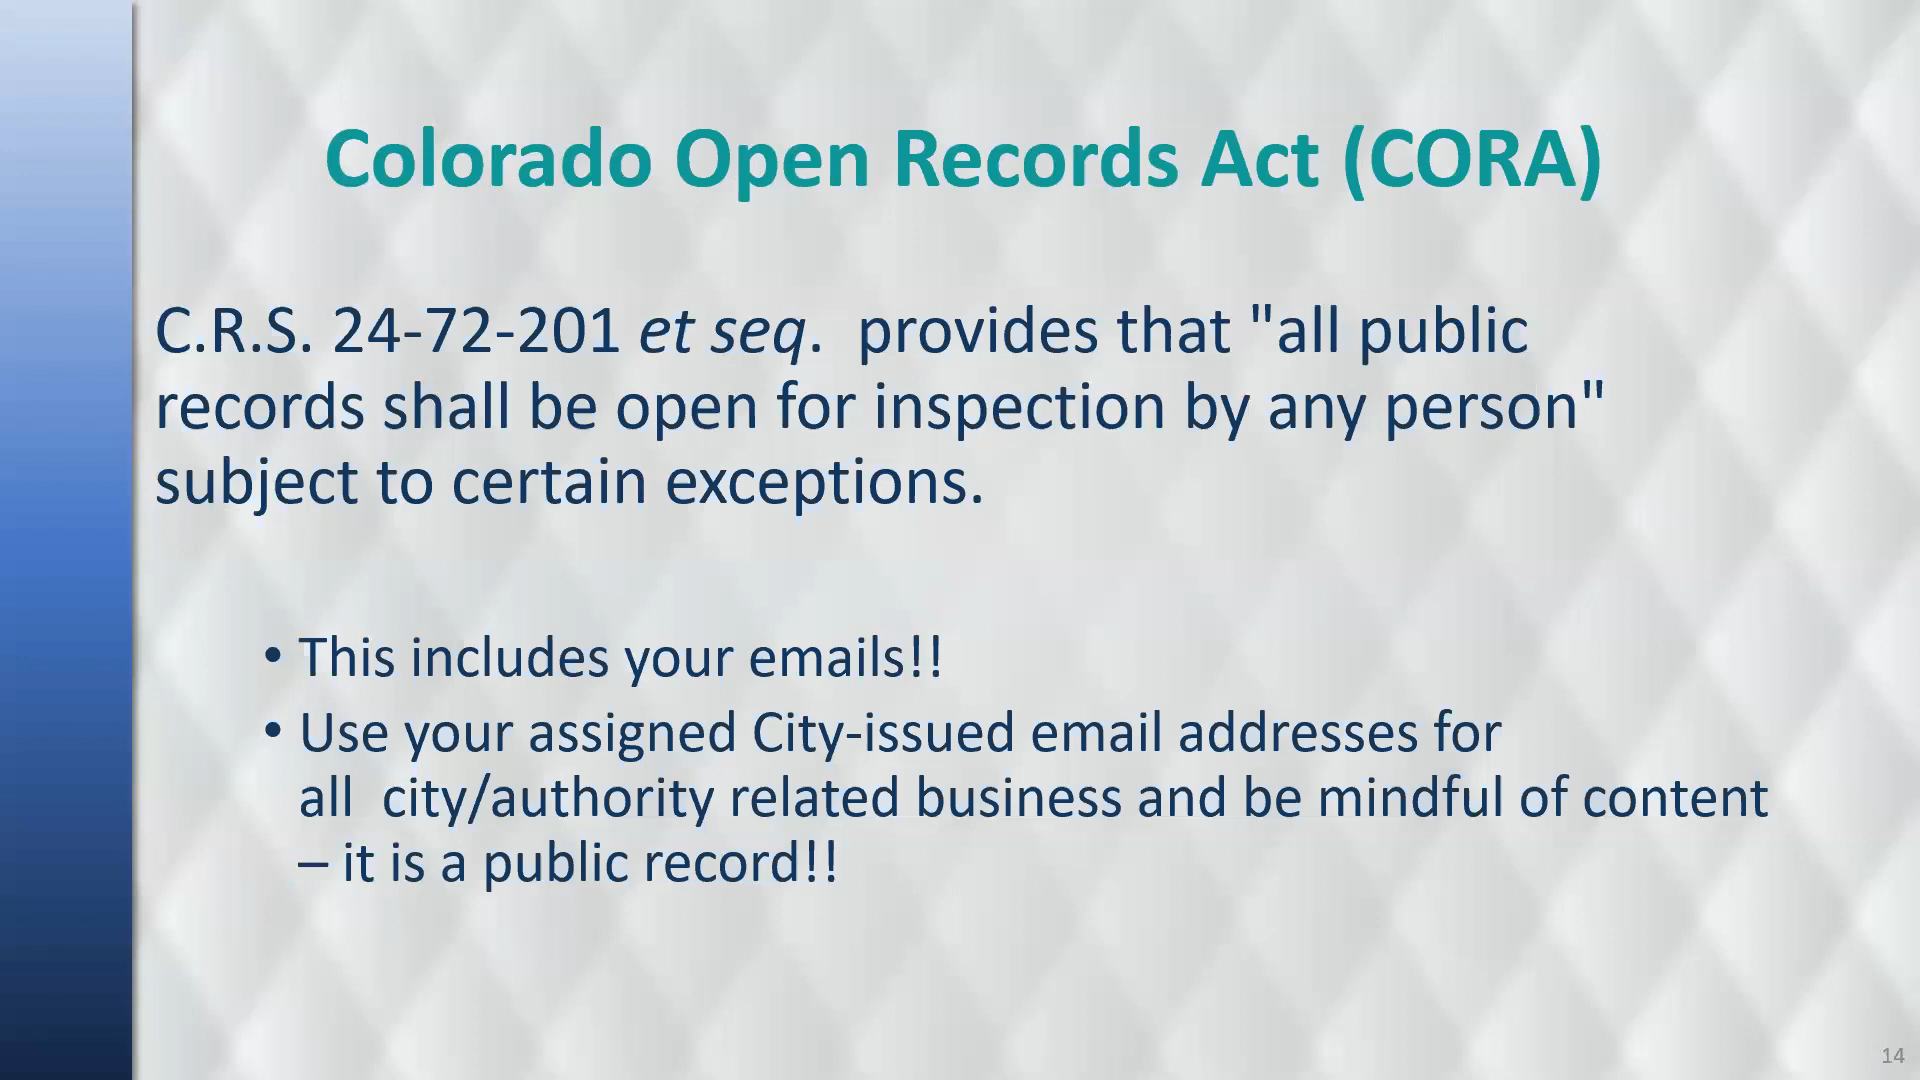 Colorado Open Records Act (CORA)
C.R.S. 24-72-201 et seq.  provides that "all public
records shall be open for inspection by any person"
subject to certain exceptions.
• This includes your emails!!
• Use your assigned City-issued email addresses for
all  city/authority related business and be mindful of content
– it is a public record!!
14